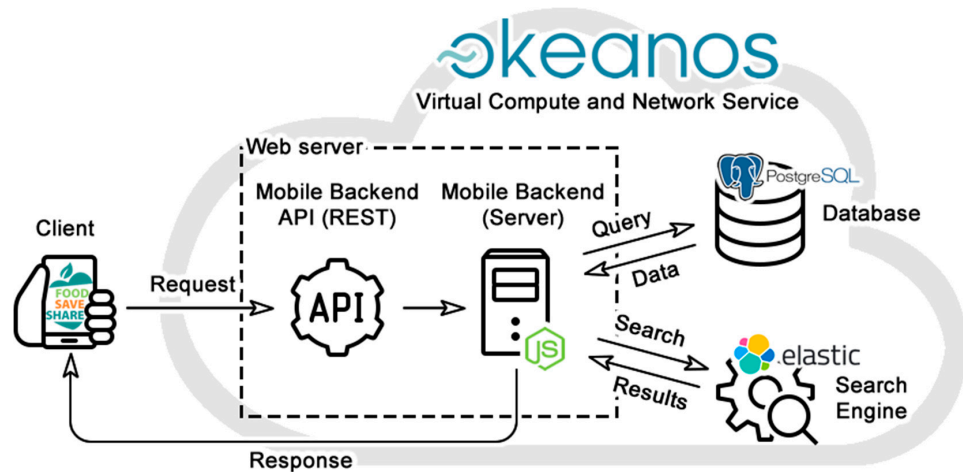 okeanos
Virtual Compute and Network Service
Web server
Mobile Backend
API (REST)
Mobile Backend
(Server)
PostgreSQL
Database
Query
Data
Client
FOOD
SAVE
SHARE
Request
API
JS
Search
Results
elastic
Search
Engine
Response